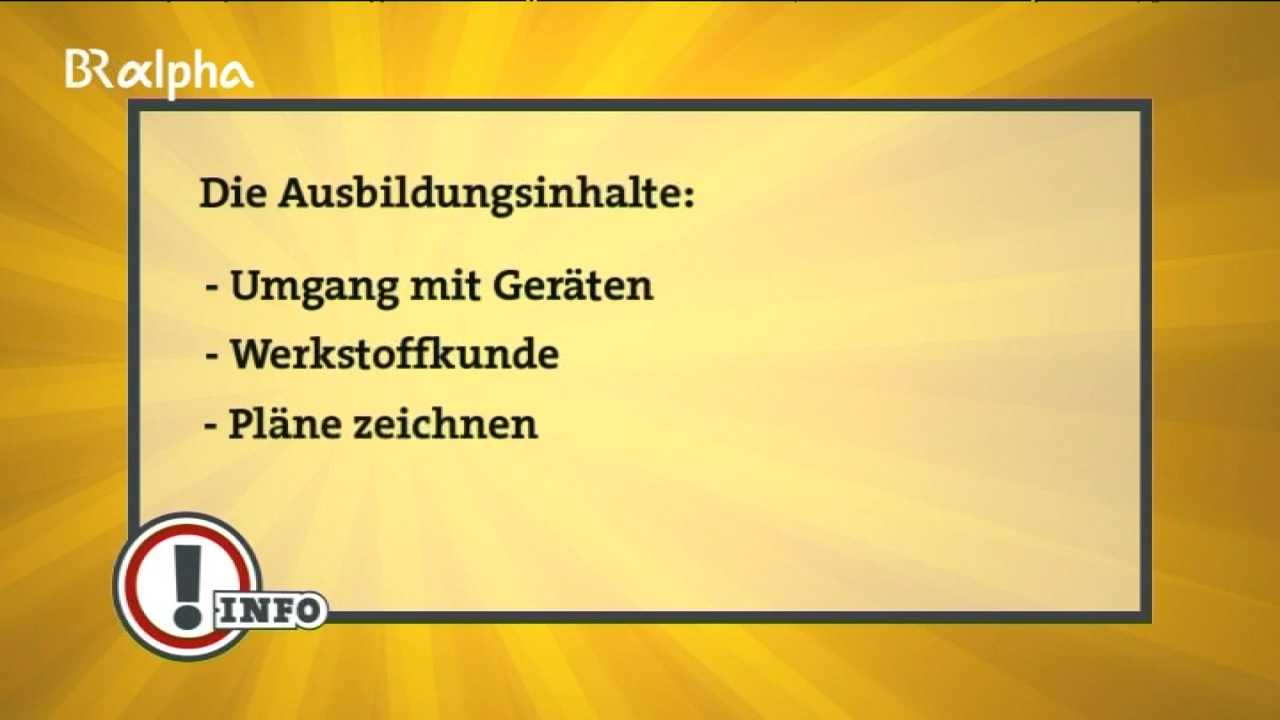 BRalpha
Die Ausbildungsinhalte:
- Umgang mit Geräten
- Werkstoffkunde
- Pläne zeichnen
! INFO